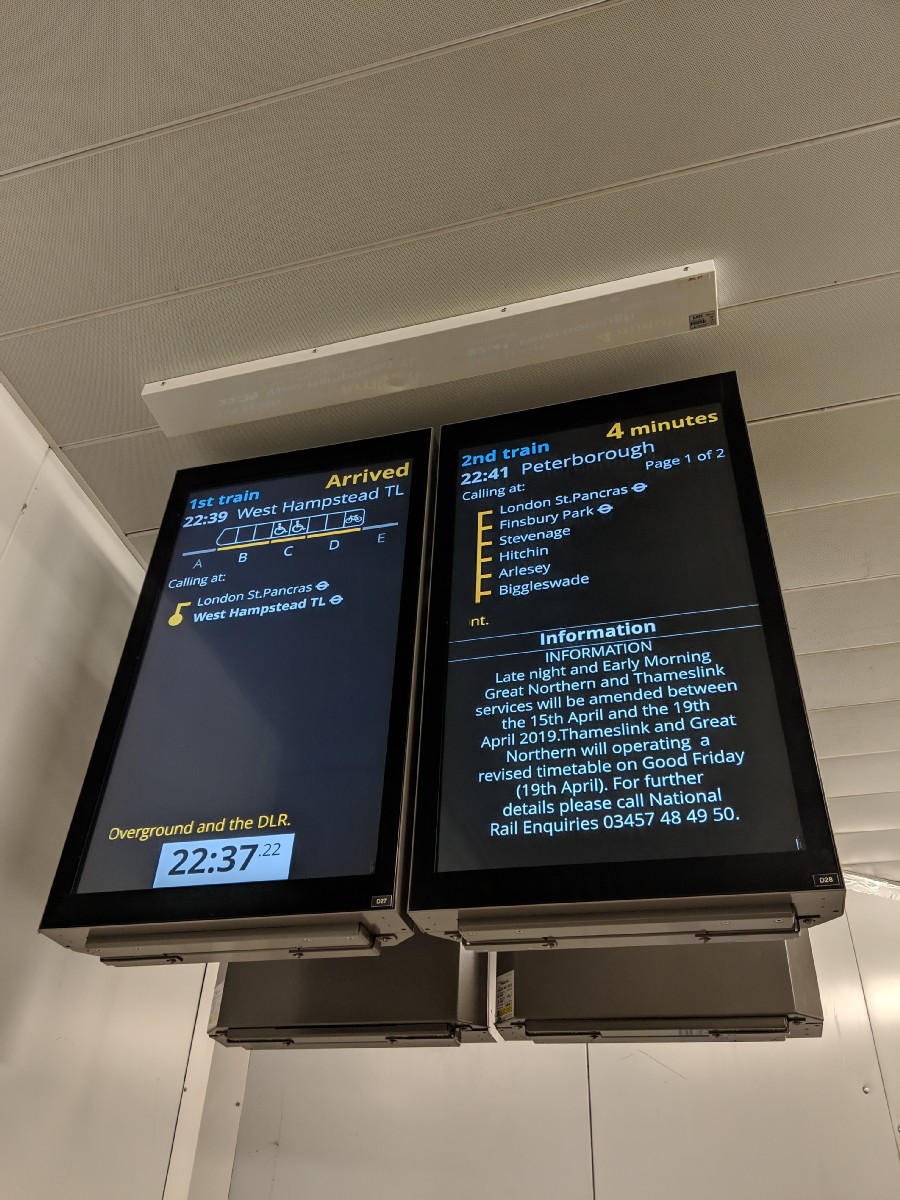 1st train
Arrived
22:39 West Hampstead TL
A B C D E
Calling at:
London St.Pancras
West Hampstead TL
Overground and the DLR.
22:37.22
D27
2nd train
4 minutes
22:41 Peterborough
Page 1 of 2
Calling at:
London St.Pancras
Finsbury Park
Stevenage
Hitchin
Arlesey
Biggleswade
nt.
Information
INFORMATION
Late night and Early Morning
Great Northern and Thameslink
services will be amended between
the 15th April and the 19th
April 2019.Thameslink and Great
Northern will operating a
revised timetable on Good Friday
(19th April). For further
details please call National
Rail Enquiries 03457 48 49 50.
D28